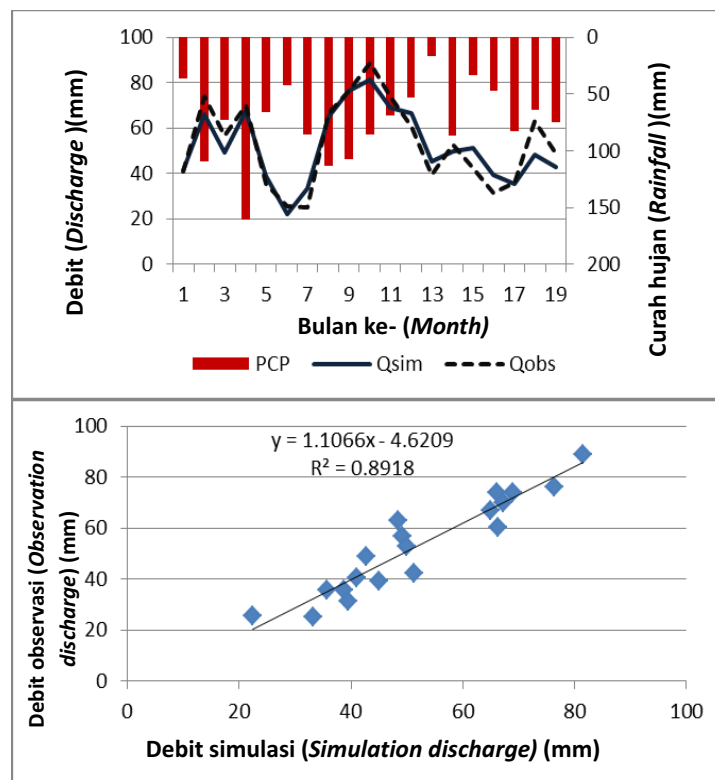 100
80
60
40
20
0
Debit (Discharge )(mm)
0
50
100
150
200
Curah hujan (Rainfall )(mm)
1 3 5 7 9 11 13 15 17 19
Bulan ke- (Month)
PCP Qsim Qobs
100
80
60
40
20
0
Debit observasi (Observation
discharge) (mm)
y = 1.1066x - 4.6209
R² = 0.8918
0 20 40 60 80 100
Debit simulasi (Simulation discharge) (mm)